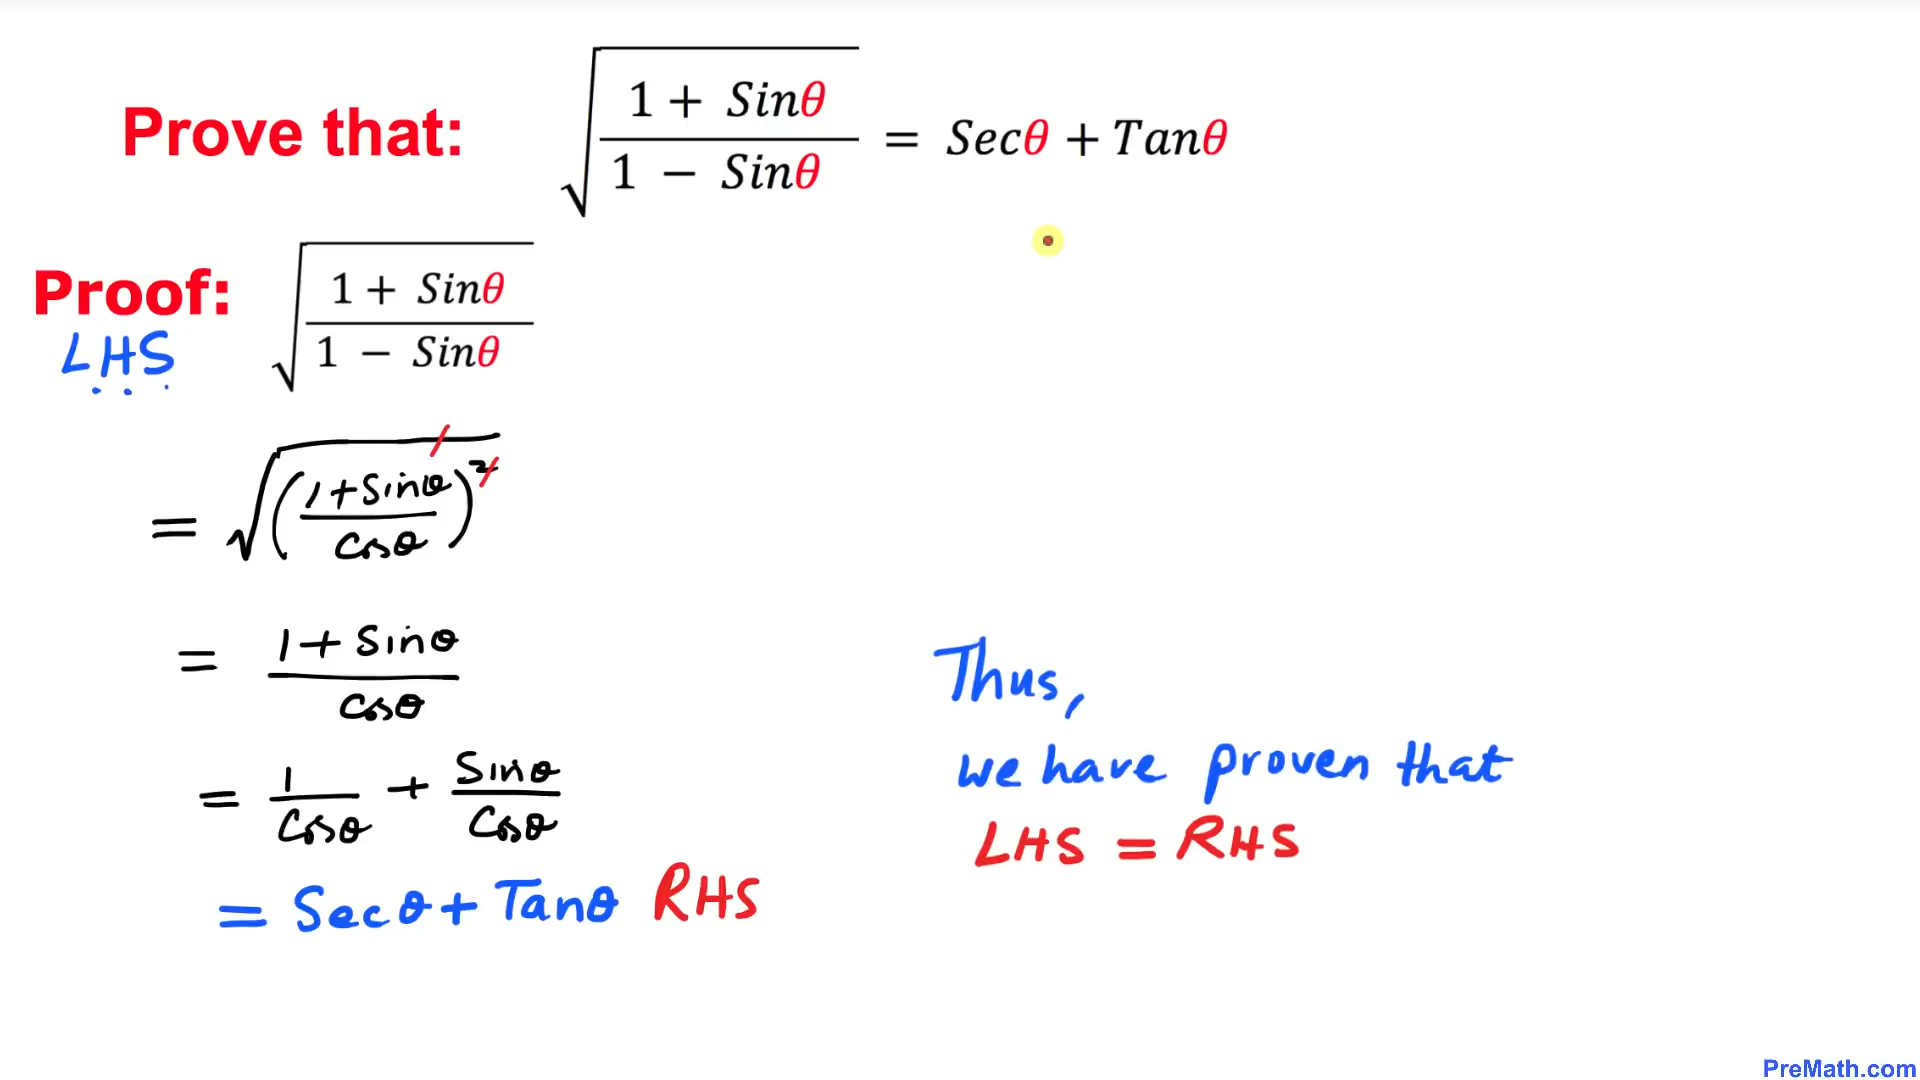 Prove that: √((1 + Sinθ)/(1 − Sinθ)) = Secθ + Tanθ
Proof: √((1 + Sinθ)/(1 − Sinθ))
LHS
= √(((1+Sinθ)/Cosθ)²)
= (1+Sinθ)/Cosθ
= 1/Cosθ + Sinθ/Cosθ
= Secθ + Tanθ RHS
Thus,
we have proven that
LHS = RHS
PreMath.com